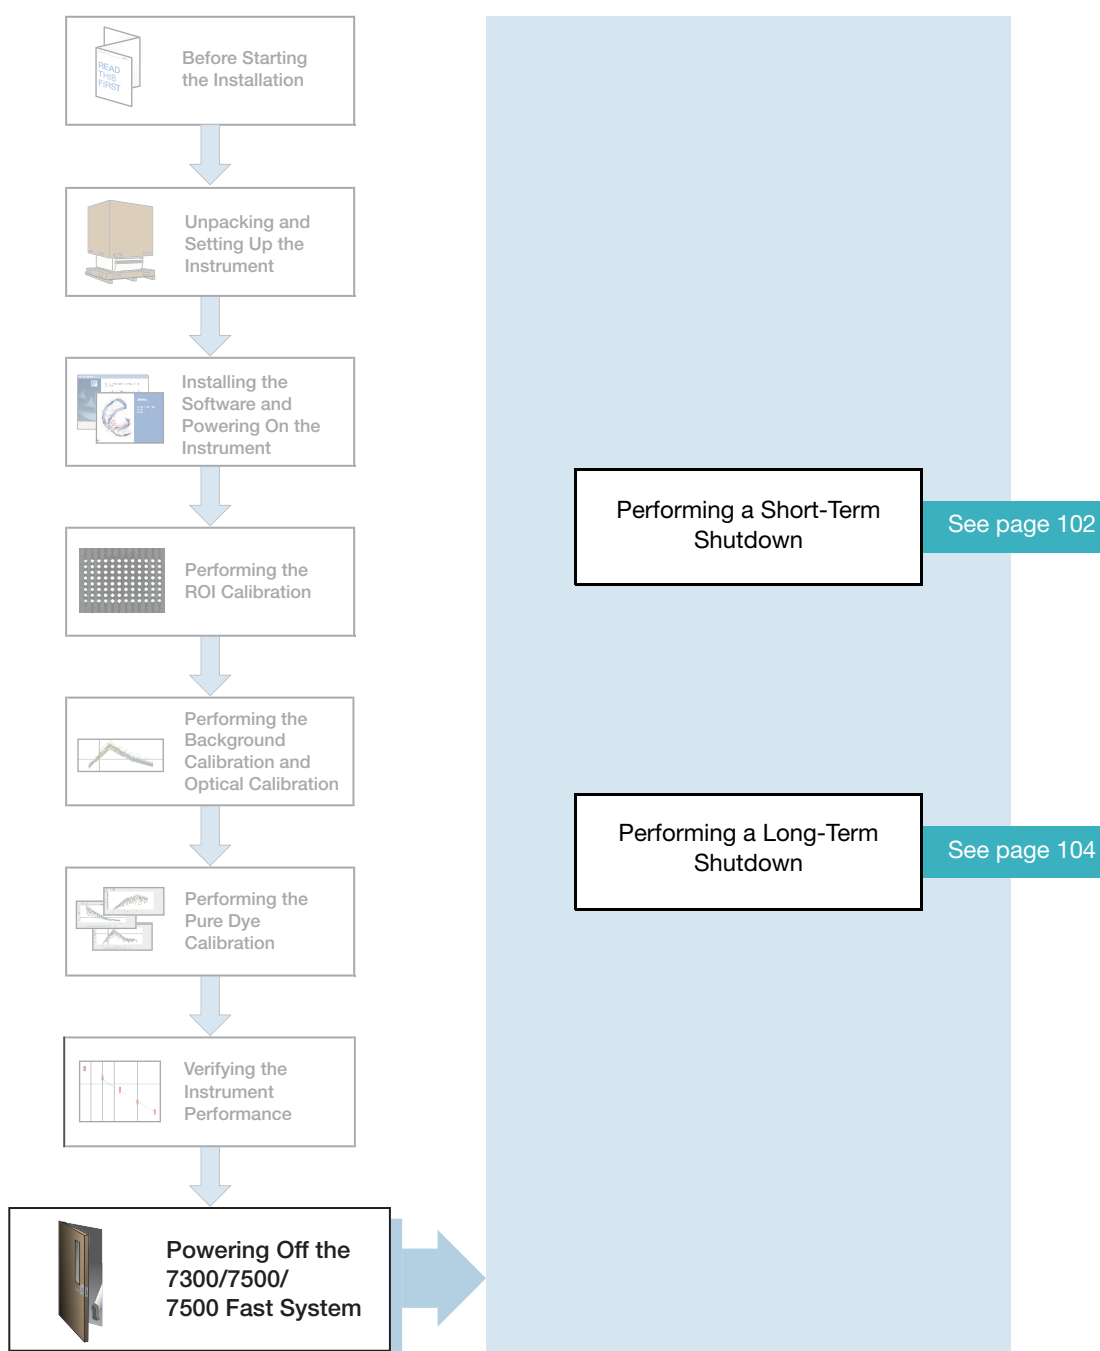 READ
THIS
FIRST
Before Starting
the Installation
Unpacking and
Setting Up the
Instrument
Installing the
Software and
Powering On the
Instrument
Performing the
ROI Calibration
Performing the
Background
Calibration and
Optical Calibration
Performing the
Pure Dye
Calibration
Verifying the
Instrument
Performance
Powering Off the
7300/7500/
7500 Fast System
Performing a Short-Term
Shutdown
See page 102
Performing a Long-Term
Shutdown
See page 104